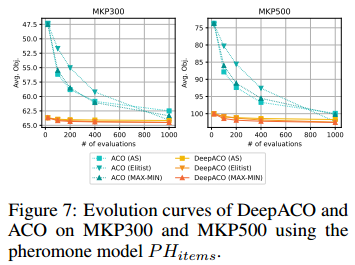 MKP300
MKP500
47.5
50.0
52.5
55.0
57.5
60.0
62.5
65.0
Avg. Obj.
0 200 400 600 800 1000
# of evaluations
75
80
85
90
95
100
Avg. Obj.
0 200 400 600 800 1000
# of evaluations
ACO (AS) DeepACO (AS)
ACO (Elitist) DeepACO (Elitist)
ACO (MAX-MIN) DeepACO (MAX-MIN)
Figure 7: Evolution curves of DeepACO and
ACO on MKP300 and MKP500 using the
pheromone model PHitems.